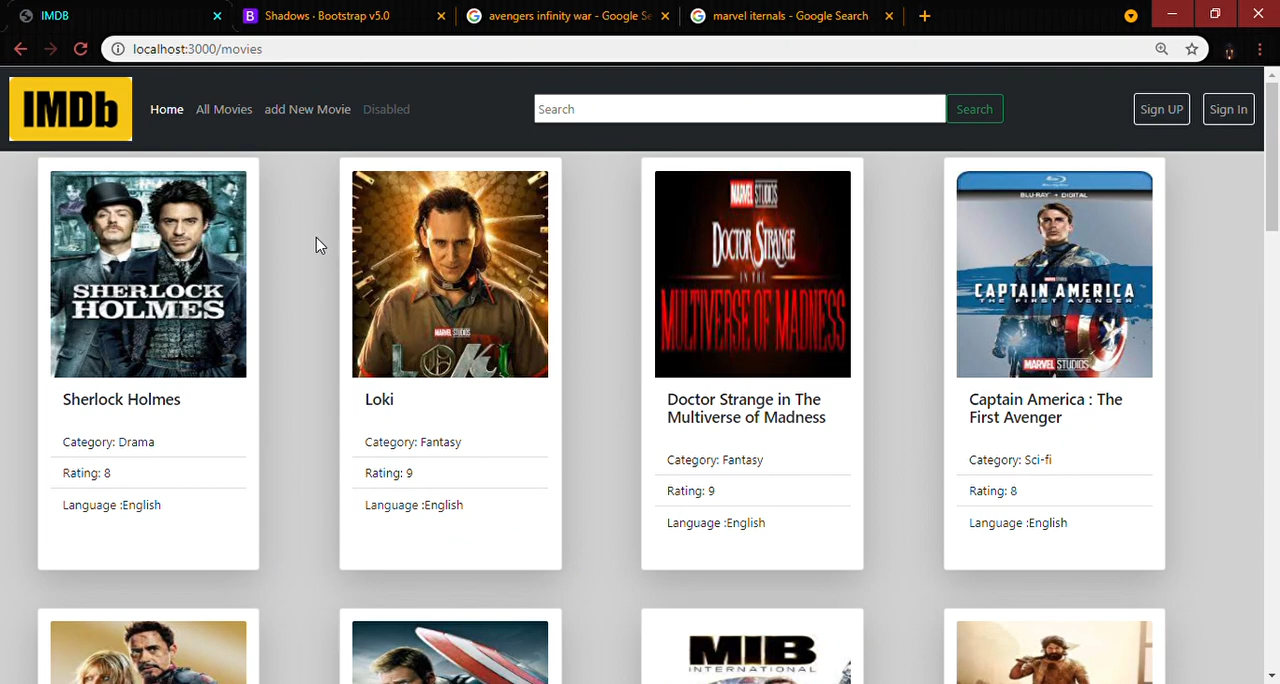 IMDB
B Shadows · Bootstrap v5.0
avengers infinity war - Google Se
marvel iternals - Google Search
localhost:3000/movies
IMDb
Home
All Movies
add New Movie
Disabled
Search
Search
Sign UP
Sign In
SHERLOCK
HOLMES
Sherlock Holmes
Category: Drama
Rating: 8
Language :English
MARVEL STUDIOS
LOKI
Loki
Category: Fantasy
Rating: 9
Language :English
MARVEL STUDIOS
DOCTOR STRANGE
IN THE
MULTIVERSE OF MADNESS
Doctor Strange in The
Multiverse of Madness
Category: Fantasy
Rating: 9
Language :English
BLU-RAY + DIGITAL
CAPTAIN AMERICA
THE FIRST AVENGER
MARVEL STUDIOS
Captain America : The
First Avenger
Category: Sci-fi
Rating: 8
Language :English
MIB
INTERNATIONAL